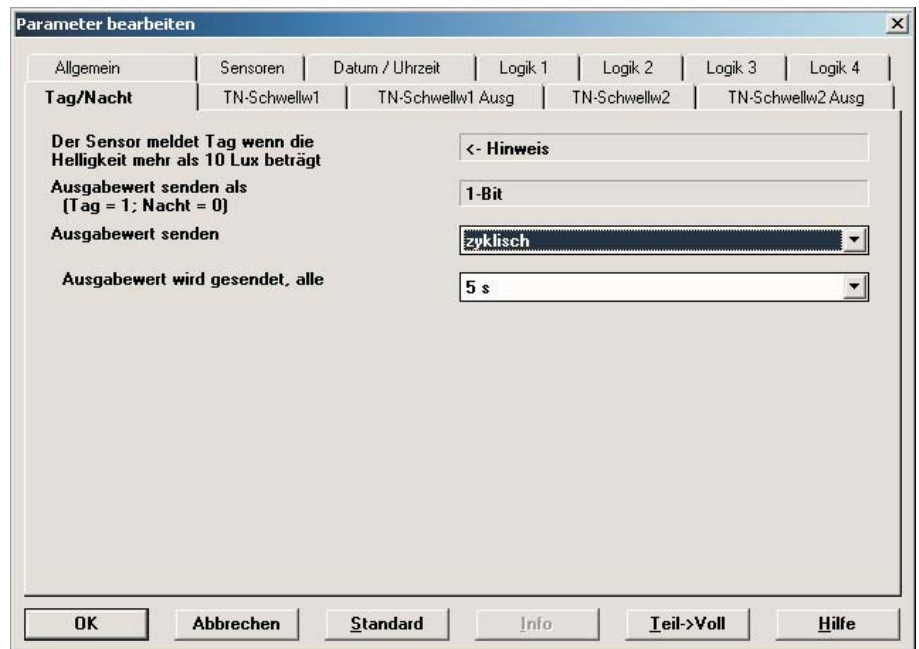 Parameter bearbeiten
Allgemein Sensoren Datum / Uhrzeit Logik 1 Logik 2 Logik 3 Logik 4
Tag/Nacht TN-Schwellw1 TN-Schwellw1 Ausg TN-Schwellw2 TN-Schwellw2 Ausg
Der Sensor meldet Tag wenn die
Helligkeit mehr als 10 Lux beträgt
<- Hinweis
Ausgabewert senden als
(Tag = 1; Nacht = 0)
1-Bit
Ausgabewert senden
zyklisch
Ausgabewert wird gesendet, alle
5 s
OK Abbrechen Standard Info Teil->Voll Hilfe